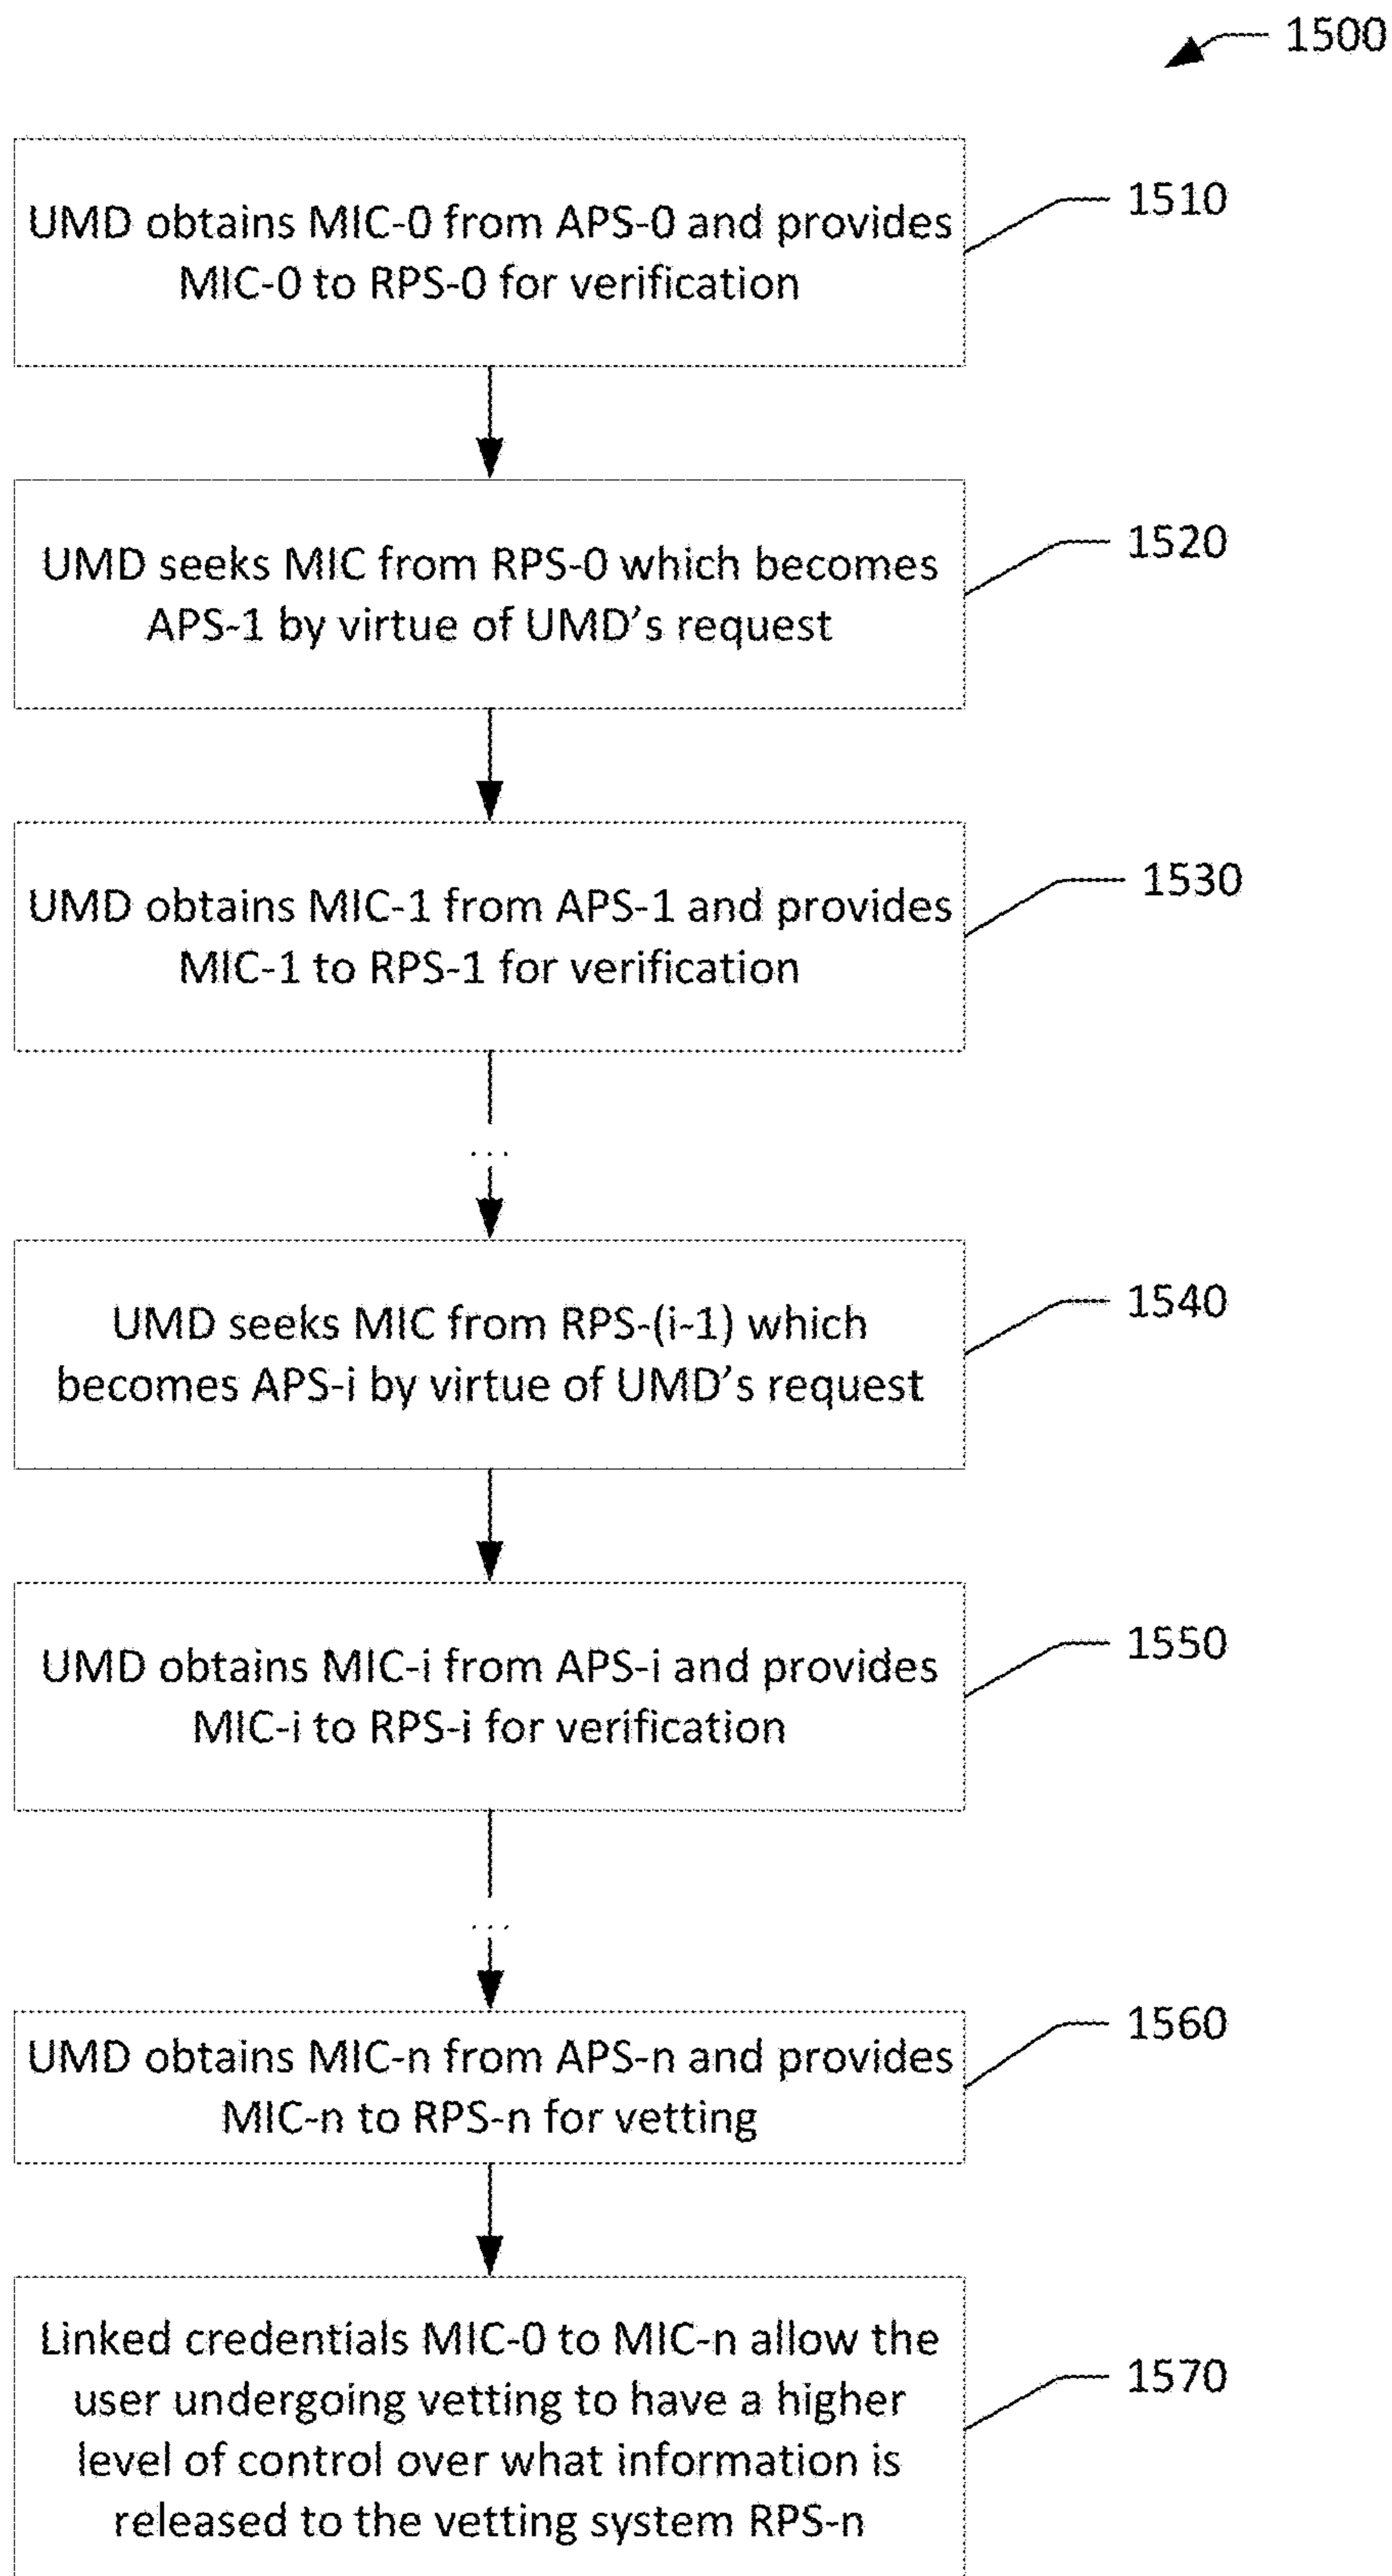 1500
UMD obtains MIC-0 from APS-0 and provides
MIC-0 to RPS-0 for verification
1510
UMD seeks MIC from RPS-0 which becomes
APS-1 by virtue of UMD’s request
1520
UMD obtains MIC-1 from APS-1 and provides
MIC-1 to RPS-1 for verification
1530
...
UMD seeks MIC from RPS-(i-1) which
becomes APS-i by virtue of UMD’s request
1540
UMD obtains MIC-i from APS-i and provides
MIC-i to RPS-i for verification
1550
...
UMD obtains MIC-n from APS-n and provides
MIC-n to RPS-n for vetting
1560
Linked credentials MIC-0 to MIC-n allow the
user undergoing vetting to have a higher
level of control over what information is
released to the vetting system RPS-n
1570